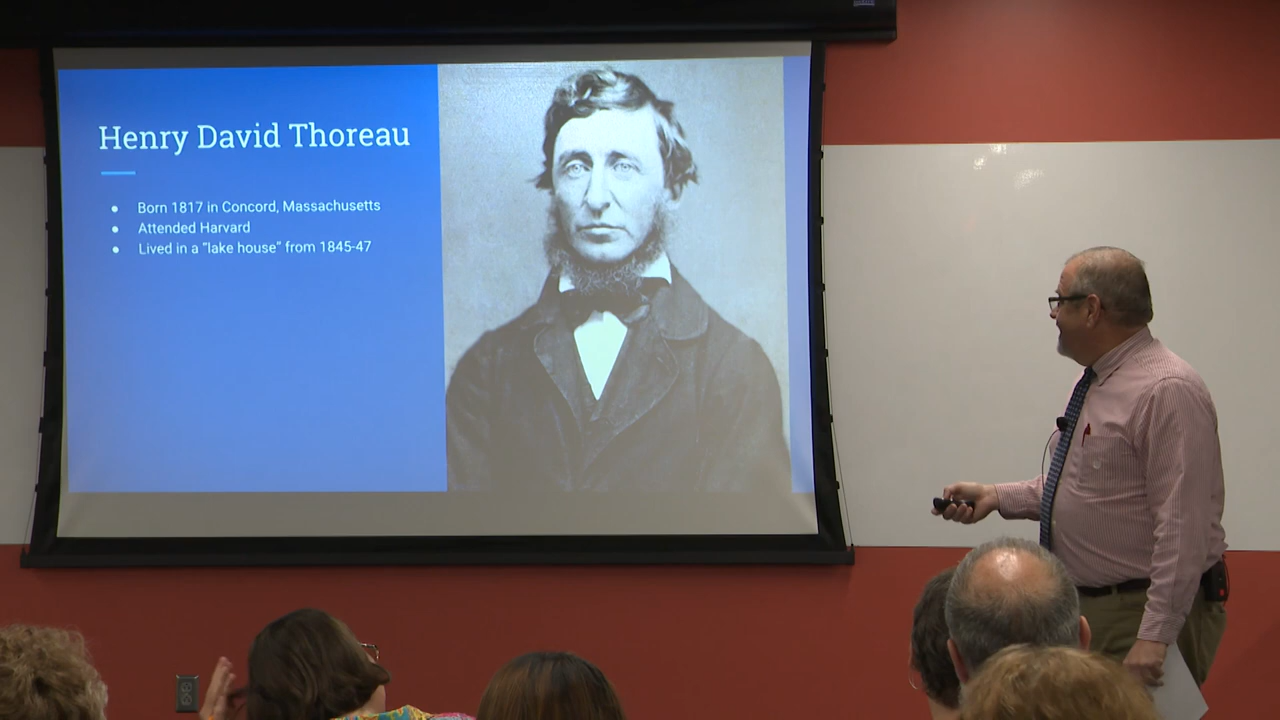 Henry David Thoreau
Born 1817 in Concord, Massachusetts
Attended Harvard
Lived in a "lake house" from 1845-47